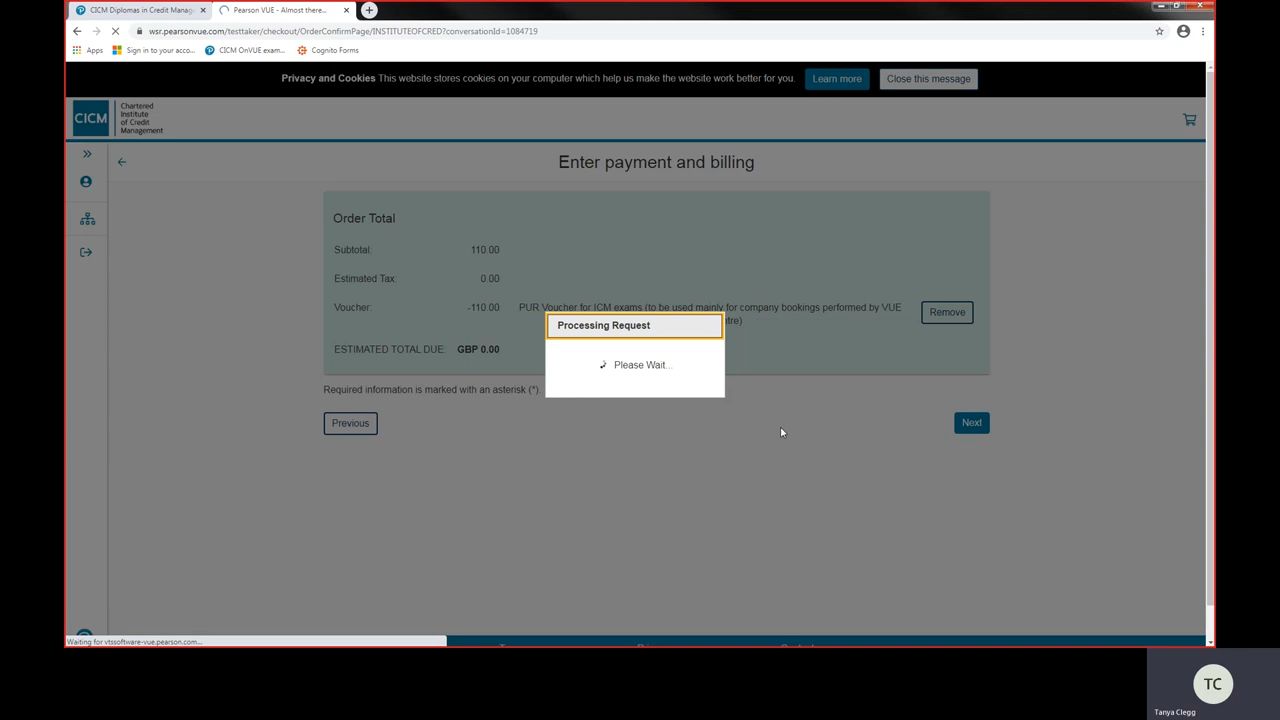 CICM Diplomas in Credit Manag
Pearson VUE - Almost there...
wsr.pearsonvue.com/testtaker/checkout/OrderConfirmPage/INSTITUTEOFCRED?conversationId=1084719
Apps
Sign in to your acco...
CICM OnVUE exam...
Cognito Forms
Privacy and Cookies This website stores cookies on your computer which help us make the website work better for you.
Learn more
Close this message
CICM
Chartered
Institute
of Credit
Management
Enter payment and billing
Order Total
Subtotal: 110.00
Estimated Tax: 0.00
Voucher: -110.00 PUR Voucher for ICM exams (to be used mainly for company bookings performed by VUE
tre)
Remove
Processing Request
ESTIMATED TOTAL DUE: GBP 0.00
Please Wait...
Required information is marked with an asterisk (*).
Previous
Next
Waiting for vtssoftware-vue.pearson.com...
TC
Tanya Clegg